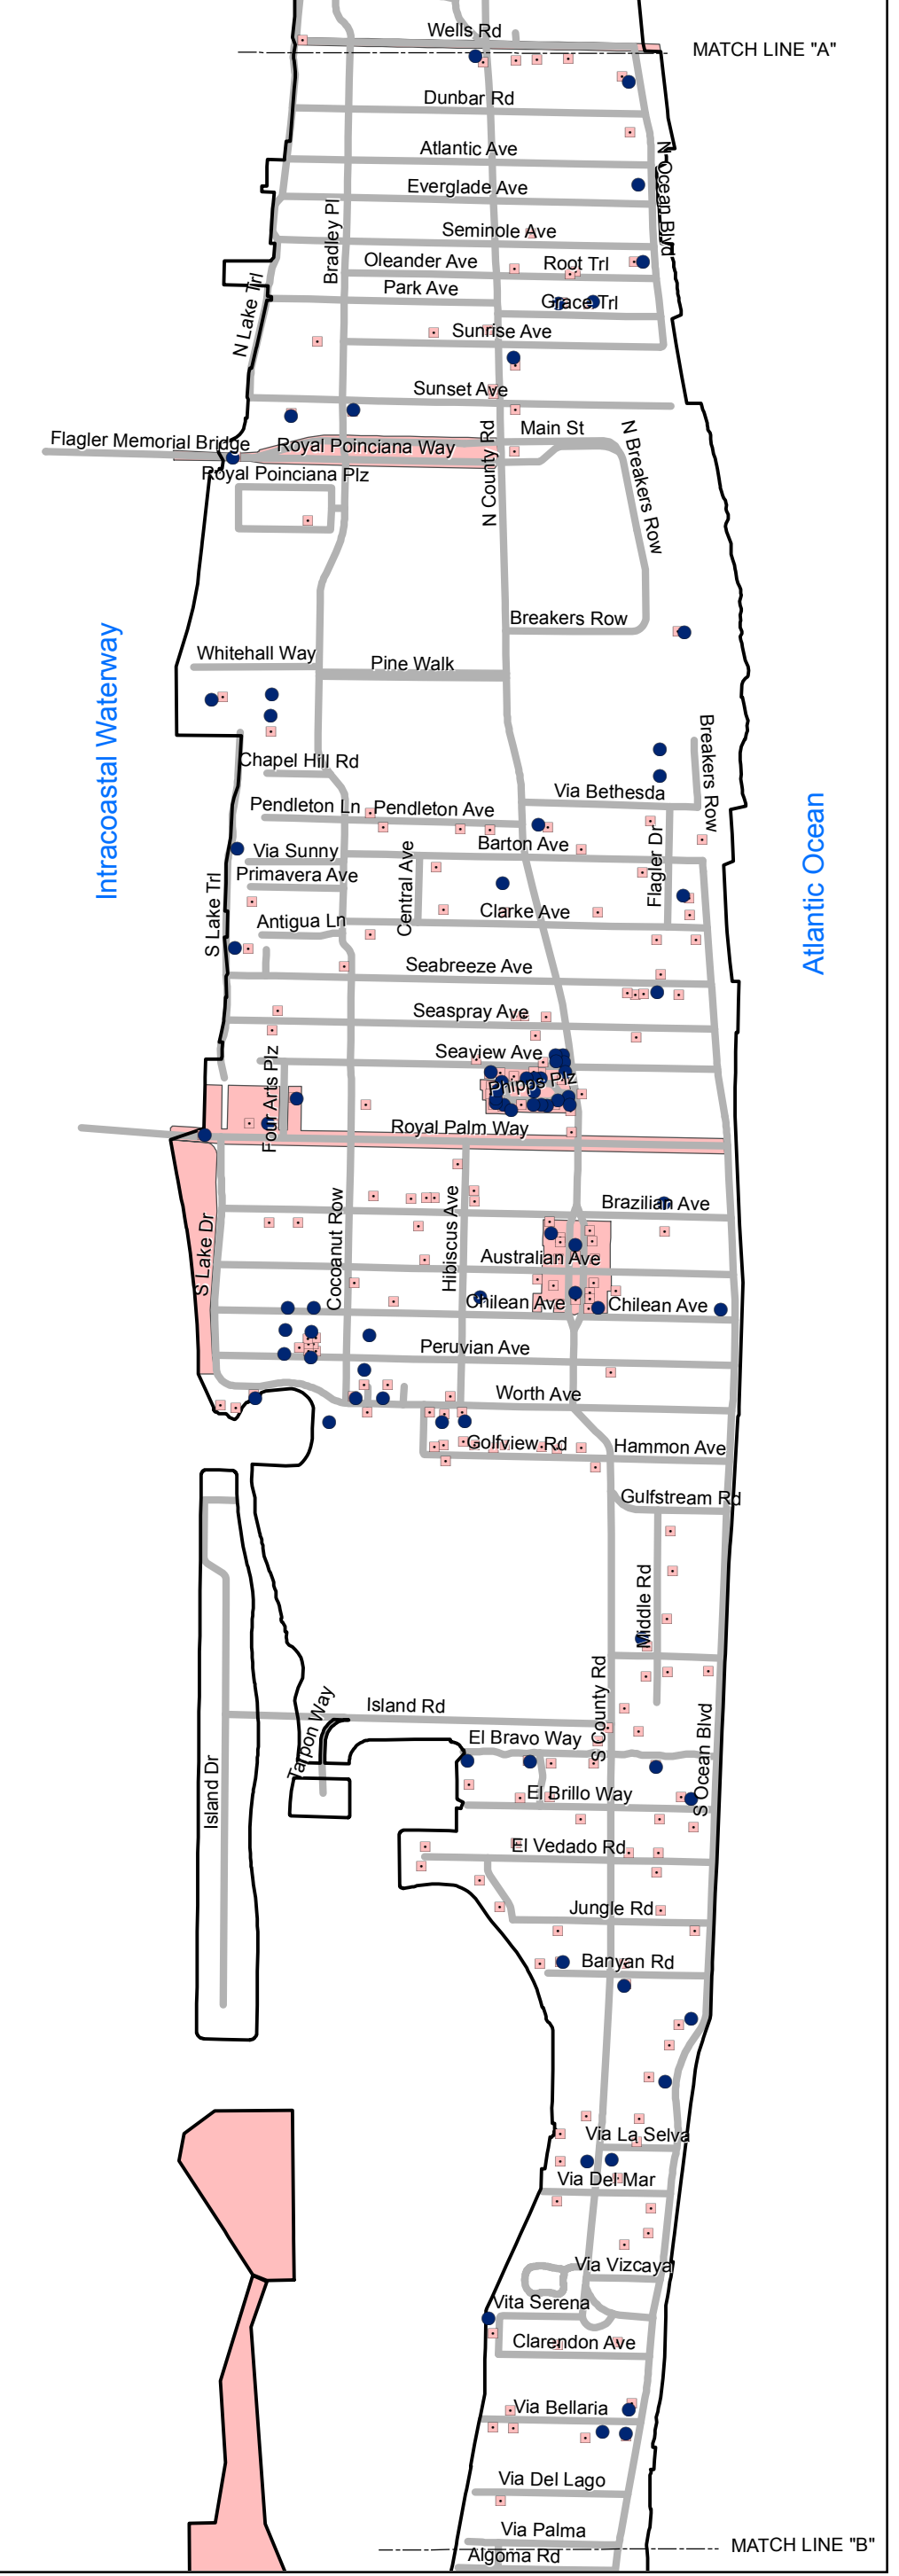 Wells Rd
MATCH LINE "A"
Dunbar Rd
Atlantic Ave
N Ocean Blvd
Everglade Ave
Bradley Pl
Seminole Ave
Oleander Ave
Root Trl
N Lake Trl
Park Ave
Grace Trl
Sunrise Ave
Sunset Ave
Main St
Flagler Memorial Bridge
Royal Poinciana Way
N County Rd
N Breakers Row
Royal Poinciana Plz
Breakers Row
Intracoastal Waterway
Whitehall Way
Pine Walk
Breakers Row
Chapel Hill Rd
Via Bethesda
Atlantic Ocean
Pendleton Ln
Pendleton Ave
Barton Ave
Flagler Dr
Via Sunny
Central Ave
Primavera Ave
S Lake Trl
Clarke Ave
Antigua Ln
Seabreeze Ave
Seaspray Ave
Seaview Ave
Four Arts Plz
Phipps Plz
Royal Palm Way
Brazilian Ave
S Lake Dr
Cocoanut Row
Hibiscus Ave
Australian Ave
Chilean Ave
Chilean Ave
Peruvian Ave
Worth Ave
Golfview Rd
Hammon Ave
Gulfstream Rd
Middle Rd
S County Rd
Island Rd
Tarpon Way
El Bravo Way
S Ocean Blvd
Island Dr
El Brillo Way
El Vedado Rd
Jungle Rd
Banyan Rd
Via La Selva
Via Del Mar
Via Vizcaya
Vita Serena
Clarendon Ave
Via Bellaria
Via Del Lago
Via Palma
MATCH LINE "B"
Algoma Rd